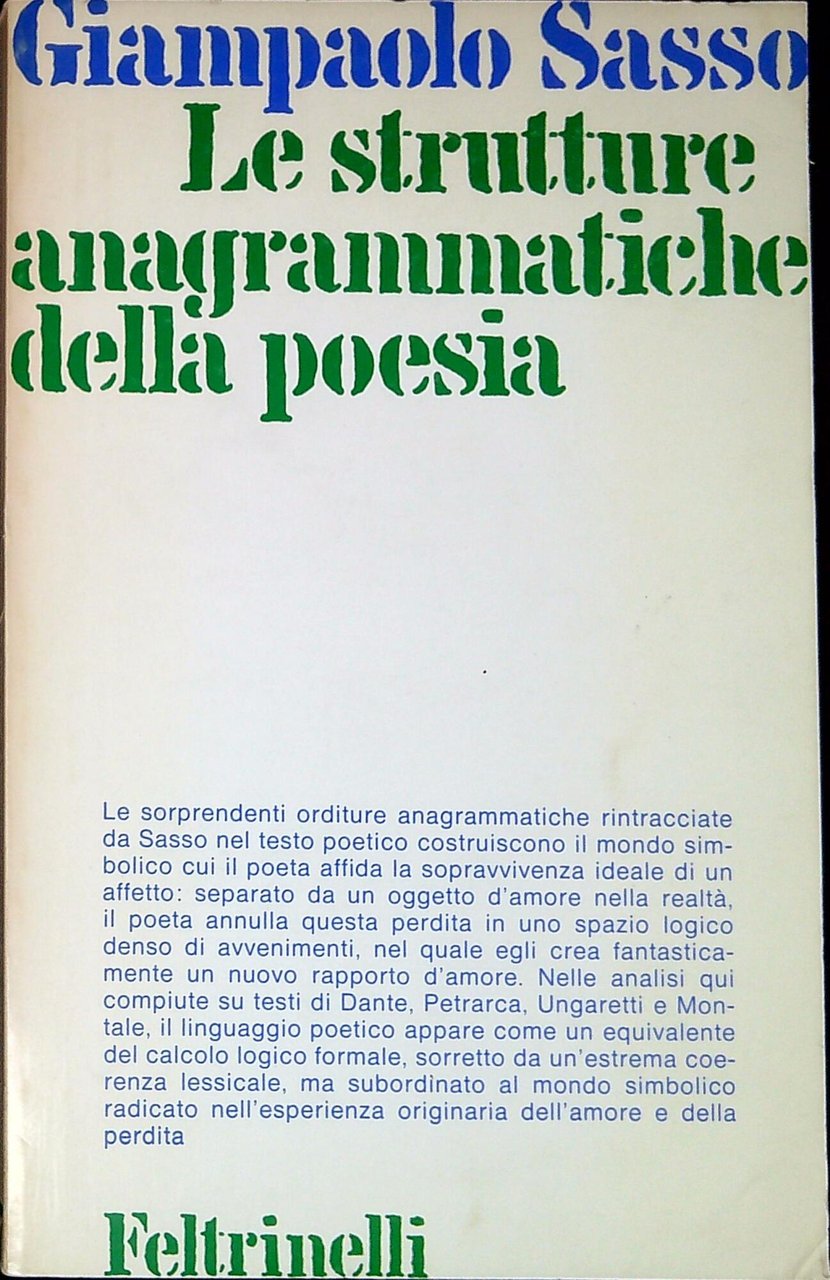 Giampaolo Sasso
Le strutture
anagrammatiche
della poesia
Le sorprendenti orditure anagrammatiche rintracciate
da Sasso nel testo poetico costruiscono il mondo sim-
bolico cui il poeta affida la sopravvivenza ideale di un
affetto: separato da un oggetto d'amore nella realtà,
il poeta annulla questa perdita in uno spazio logico
denso di avvenimenti, nel quale egli crea fantastica-
mente un nuovo rapporto d'amore. Nelle analisi qui
compiute su testi di Dante, Petrarca, Ungaretti e Mon-
tale, il linguaggio poetico appare come un equivalente
del calcolo logico formale, sorretto da un'estrema coe-
renza lessicale, ma subordinato al mondo simbolico
radicato nell'esperienza originaria dell'amore e della
perdita
Feltrinelli